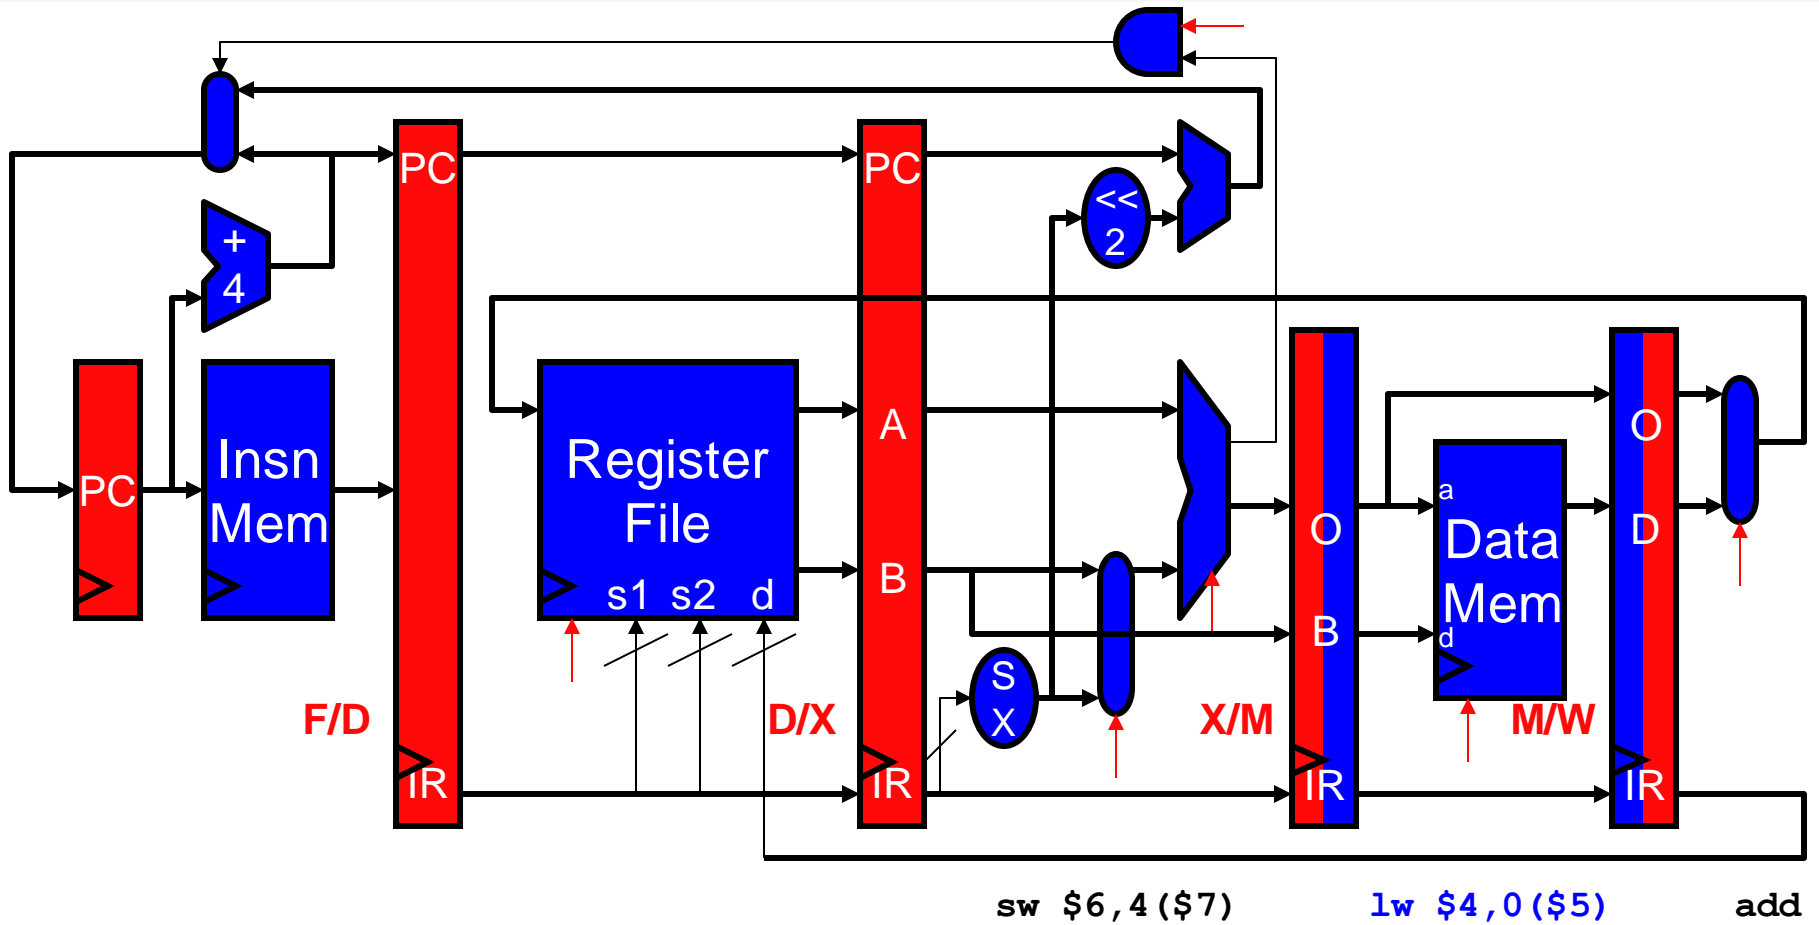 <<
2
PC
PC
+
4
A
O
Insn
Mem
Register
File
PC
a
O
D
Data
Mem
B
s1 s2 d
B
d
S
X
F/D
D/X
X/M
M/W
IR
IR
IR
IR
sw $6,4($7)
lw $4,0($5)
add